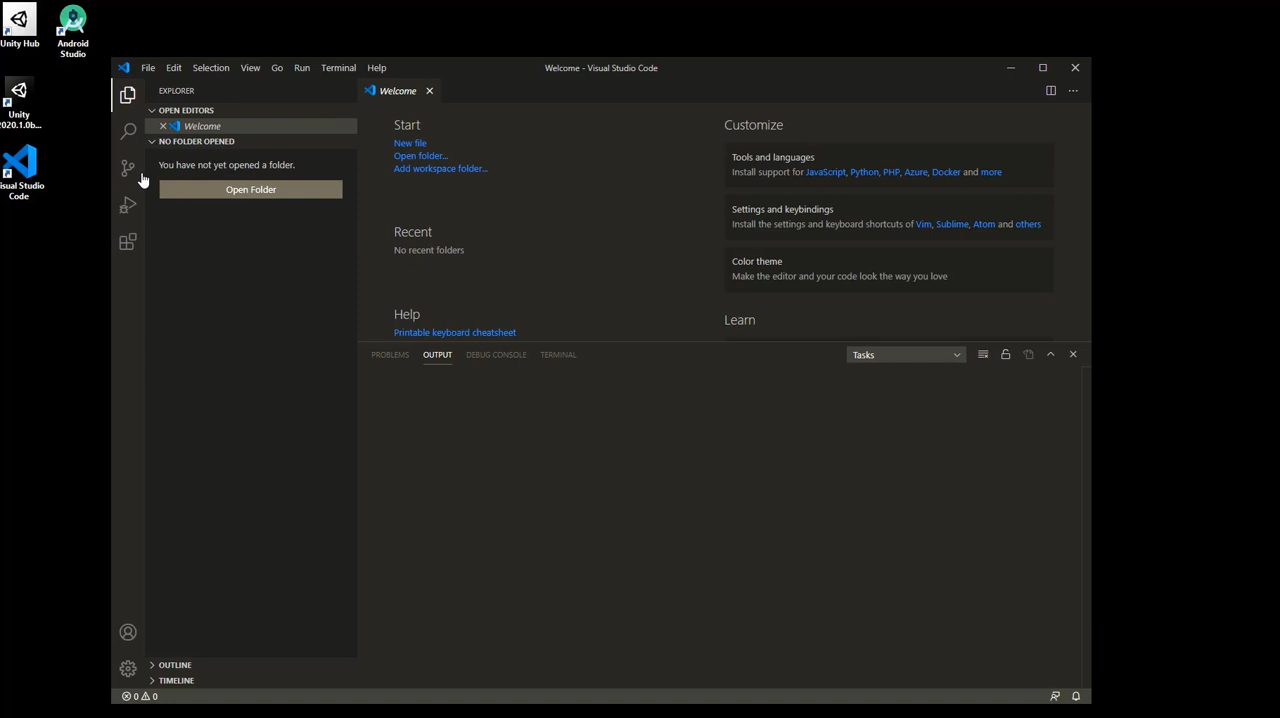 Unity Hub
Android
Studio
Unity
2020.1.0b...
isual Studio
Code
File Edit Selection View Go Run Terminal Help
Welcome - Visual Studio Code
EXPLORER
OPEN EDITORS
Welcome
NO FOLDER OPENED
You have not yet opened a folder.
Open Folder
OUTLINE
TIMELINE
Welcome
Start
New file
Open folder...
Add workspace folder...
Recent
No recent folders
Help
Printable keyboard cheatsheet
Customize
Tools and languages
Install support for JavaScript, Python, PHP, Azure, Docker and more
Settings and keybindings
Install the settings and keyboard shortcuts of Vim, Sublime, Atom and others
Color theme
Make the editor and your code look the way you love
Learn
PROBLEMS OUTPUT DEBUG CONSOLE TERMINAL
Tasks
0 0